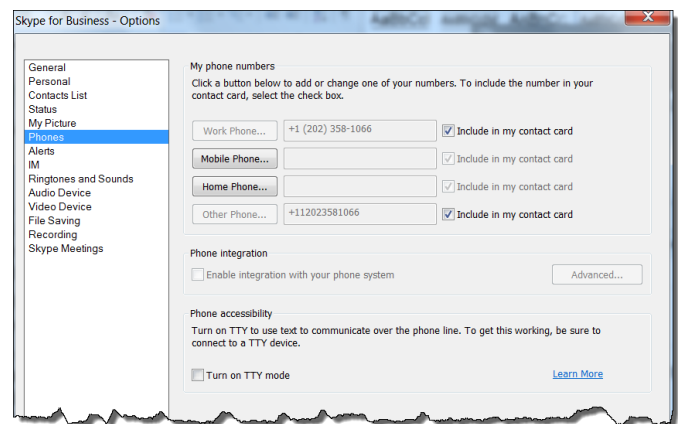 Skype for Business - Options
X
General
Personal
Contacts List
Status
My Picture
Phones
Alerts
IM
Ringtones and Sounds
Audio Device
Video Device
File Saving
Recording
Skype Meetings
My phone numbers
Click a button below to add or change one of your numbers. To include the number in your
contact card, select the check box.
Work Phone... +1 (202) 358-1066 Include in my contact card
Mobile Phone... Include in my contact card
Home Phone... Include in my contact card
Other Phone... +112023581066 Include in my contact card
Phone integration
Enable integration with your phone system Advanced...
Phone accessibility
Turn on TTY to use text to communicate over the phone line. To get this working, be sure to
connect to a TTY device.
Turn on TTY mode Learn More